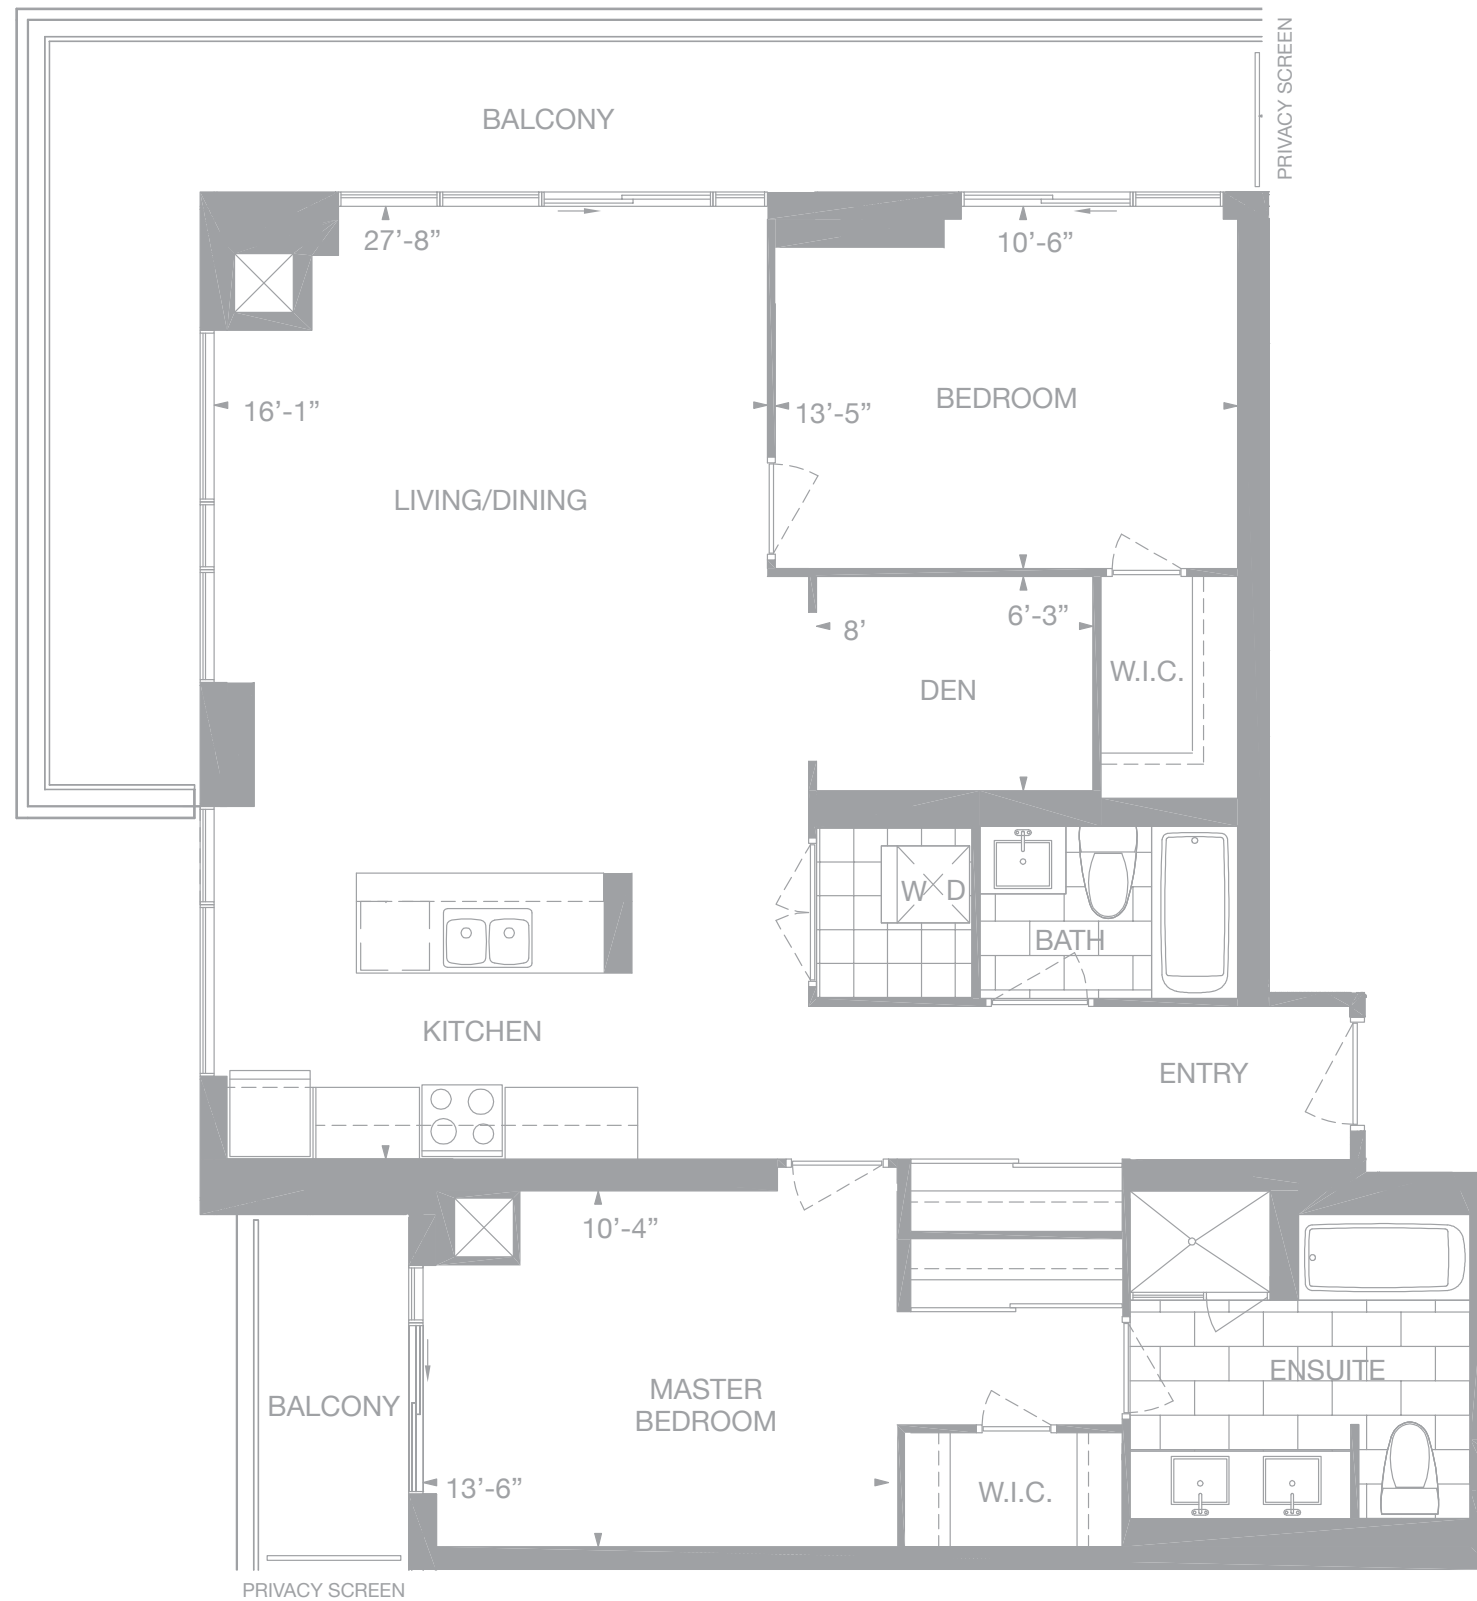 PRIVACY SCREEN
BALCONY
27’-8”
10’-6”
16’-1”
13’-5”
BEDROOM
LIVING/DINING
8’
6’-3”
W.I.C.
DEN
W D
BATH
KITCHEN
ENTRY
10’-4”
ENSUITE
BALCONY
MASTER
BEDROOM
13’-6”
W.I.C.
PRIVACY SCREEN